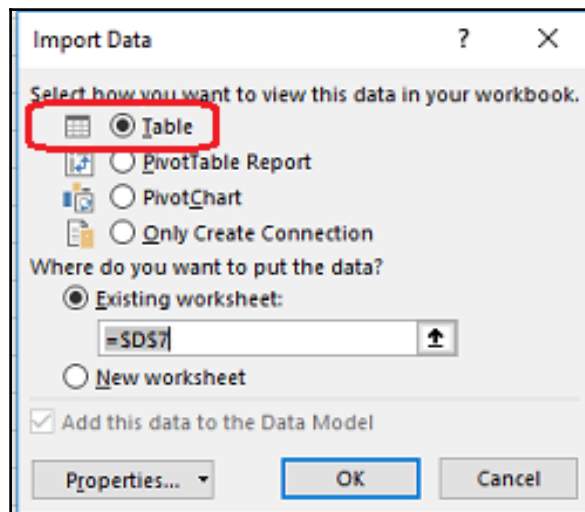 Import Data ? ×
Select how you want to view this data in your workbook.
Table
PivotTable Report
PivotChart
Only Create Connection
Where do you want to put the data?
Existing worksheet:
=$D$7
New worksheet
Add this data to the Data Model
Properties... OK Cancel